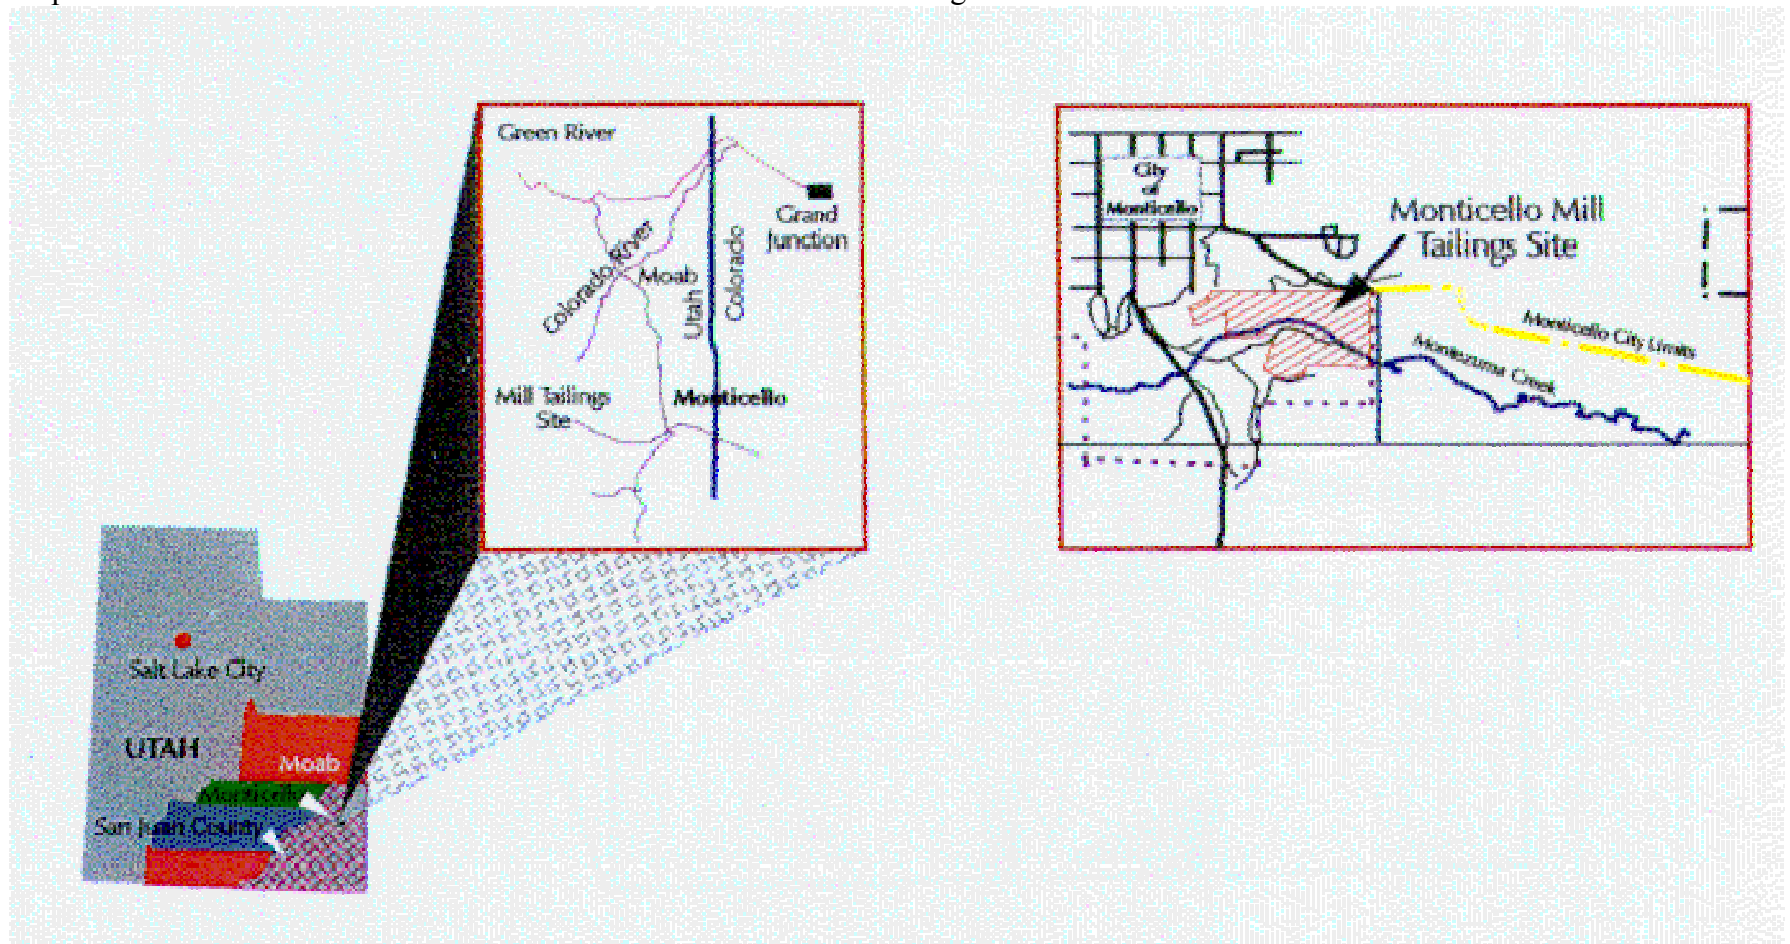 Green River
Grand
Junction
Colorado River
Moab
Utah
Colorado
Mill Tailings
Site
Monticello
City
of
Monticello
Monticello Mill
Tailings Site
Monticello City Limits
Montezuma Creek
Salt Lake City
UTAH
Moab
Monticello
San Juan County